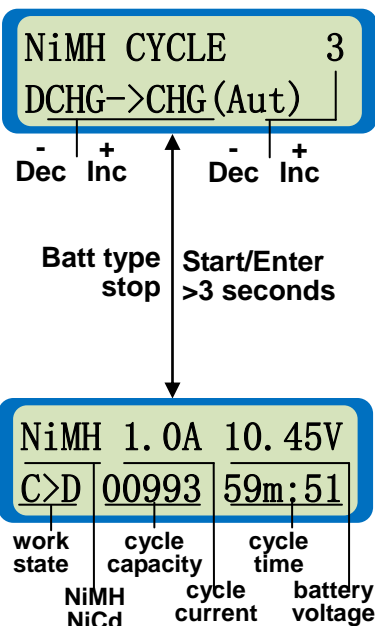 NiMH CYCLE 3
DCHG->CHG(Aut)
- + - +
Dec Inc Dec Inc
Batt type Start/Enter
stop >3 seconds
NiMH 1.0A 10.45V
C>D 00993 59m:51
work cycle cycle
state capacity time
NiMH cycle battery
NiCd current voltage